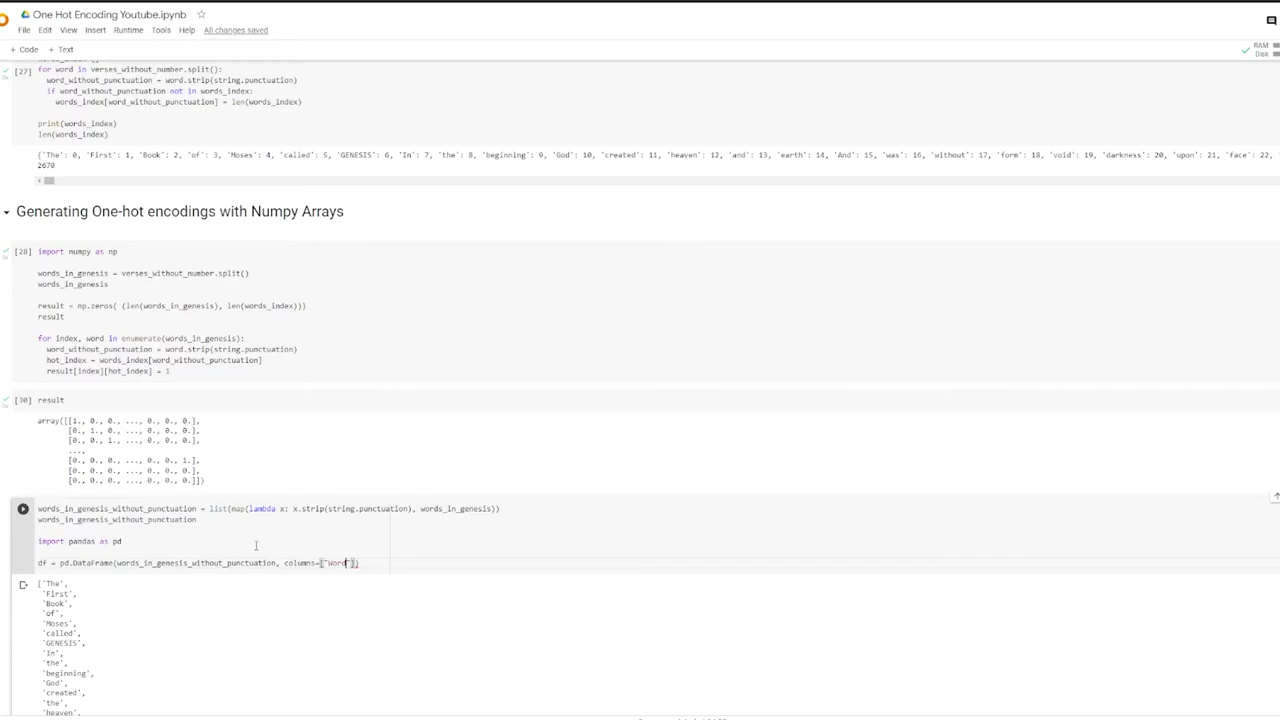 One Hot Encoding Youtube.ipynb
File Edit View Insert Runtime Tools Help All changes saved
+ Code + Text
RAM
Disk
[27] for word in verses_without_number.split():
word_without_punctuation = word.strip(string.punctuation)
if word_without_punctuation not in words_index:
words_index[word_without_punctuation] = len(words_index)
print(words_index)
len(words_index)
{'The': 0, 'First': 1, 'Book': 2, 'of': 3, 'Moses': 4, 'called': 5, 'GENESIS': 6, 'In': 7, 'the': 8, 'beginning': 9, 'God': 10, 'created': 11, 'heaven': 12, 'and': 13, 'earth': 14, 'And': 15, 'was': 16, 'without': 17, 'form': 18, 'void': 19, 'darkness': 20, 'upon': 21, 'face': 22,
2670
Generating One-hot encodings with Numpy Arrays
[28] import numpy as np
words_in_genesis = verses_without_number.split()
words_in_genesis
result = np.zeros( (len(words_in_genesis), len(words_index)))
result
for index, word in enumerate(words_in_genesis):
word_without_punctuation = word.strip(string.punctuation)
hot_index = words_index[word_without_punctuation]
result[index][hot_index] = 1
[30] result
array([[1., 0., 0., ..., 0., 0., 0.],
[0., 1., 0., ..., 0., 0., 0.],
[0., 0., 1., ..., 0., 0., 0.],
...,
[0., 0., 0., ..., 0., 0., 1.],
[0., 0., 0., ..., 0., 0., 0.],
[0., 0., 0., ..., 0., 0., 0.]])
words_in_genesis_without_punctuation = list(map(lambda x: x.strip(string.punctuation), words_in_genesis))
words_in_genesis_without_punctuation
import pandas as pd
df = pd.DataFrame(words_in_genesis_without_punctuation, columns=["Word"])
['The',
'First',
'Book',
'of',
'Moses',
'called',
'GENESIS',
'In',
'the',
'beginning',
'God',
'created',
'the',
'heaven',